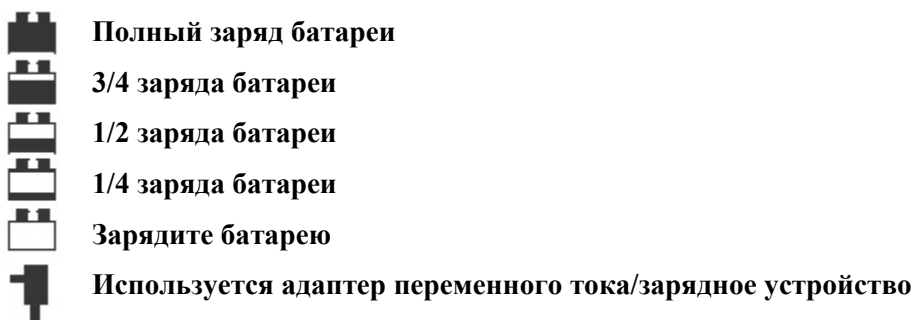 Полный заряд батареи
3/4 заряда батареи
1/2 заряда батареи
1/4 заряда батареи
Зарядите батарею
Используется адаптер переменного тока/зарядное устройство